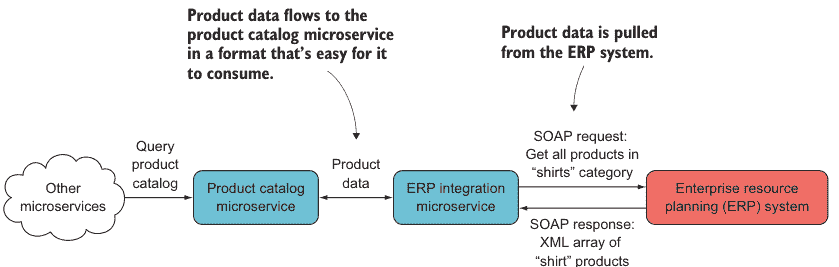 Product data flows to the
product catalog microservice
in a format that's easy for it
to consume.
Product data is pulled
from the ERP system.
Other
microservices
Query
product
catalog
Product catalog
microservice
Product
data
ERP integration
microservice
SOAP request:
Get all products in
“shirts” category
SOAP response:
XML array of
“shirt” products
Enterprise resource
planning (ERP) system